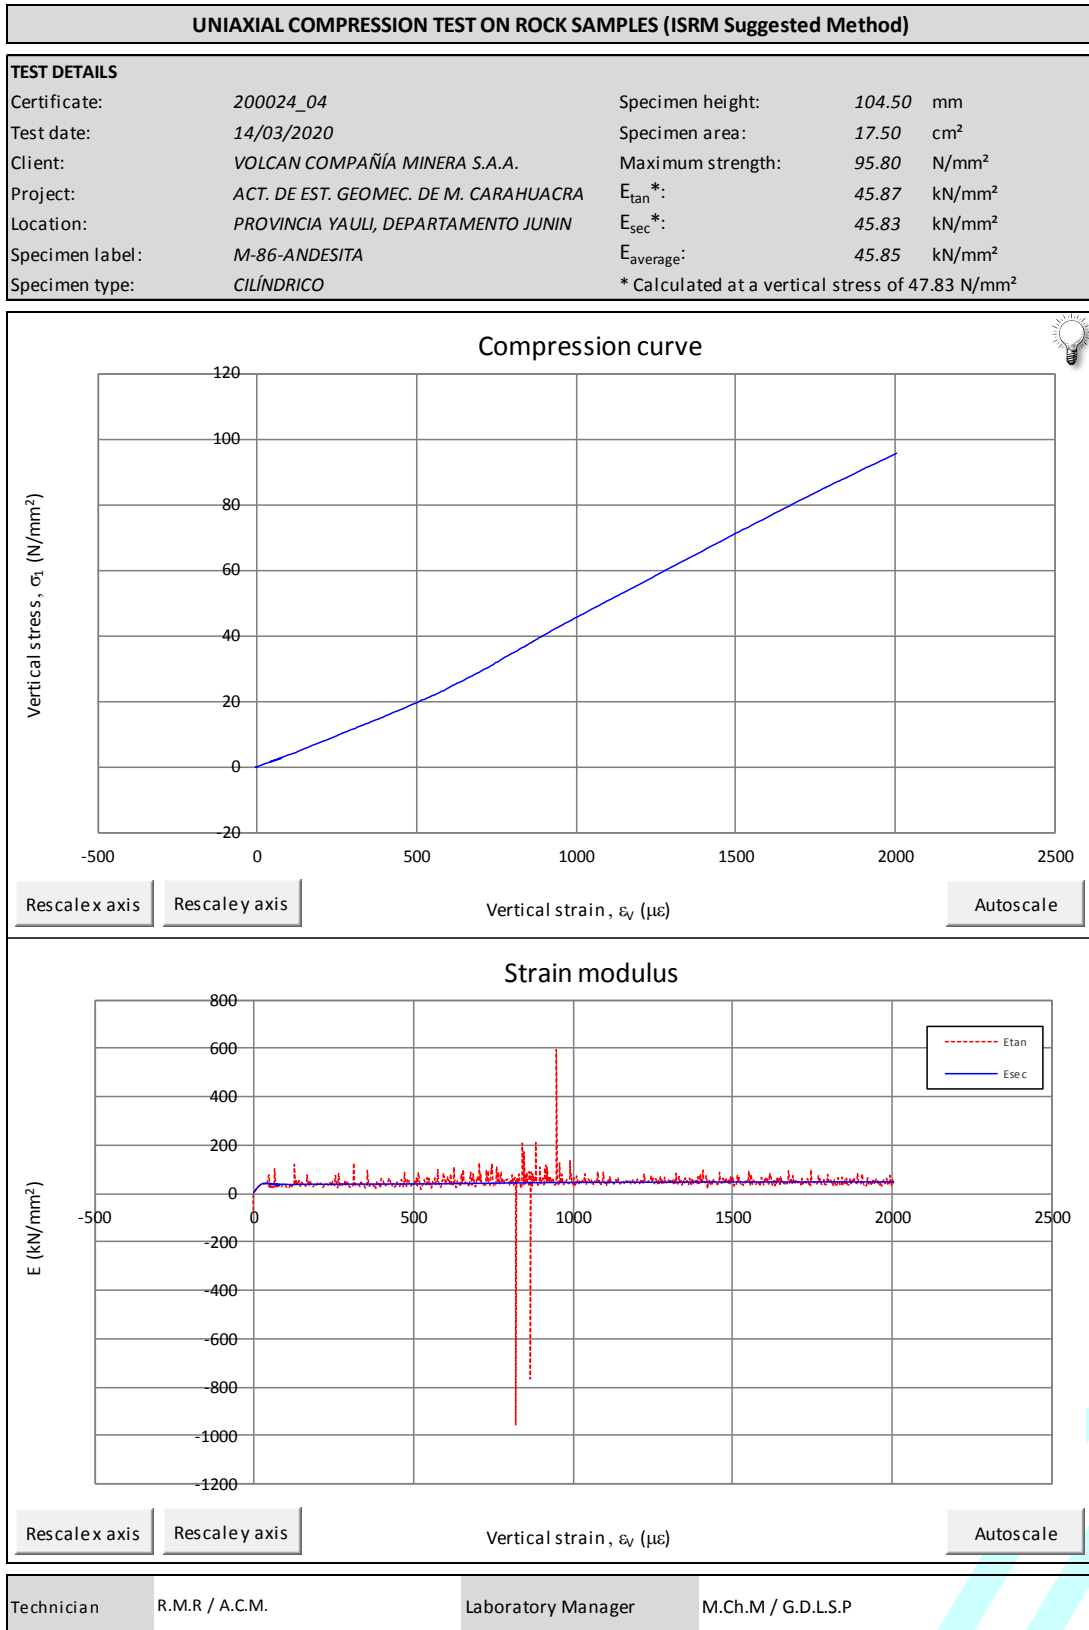 UNIAXIAL COMPRESSION TEST ON ROCK SAMPLES (ISRM Suggested Method)
TEST DETAILS
Certificate: 200024_04 Specimen height: 104.50 mm
Test date: 14/03/2020 Specimen area: 17.50 cm²
Client: VOLCAN COMPAÑÍA MINERA S.A.A. Maximum strength: 95.80 N/mm²
Project: ACT. DE EST. GEOMEC. DE M. CARAHUACRA Etan*: 45.87 kN/mm²
Location: PROVINCIA YAULI, DEPARTAMENTO JUNIN Esec*: 45.83 kN/mm²
Specimen label: M-86-ANDESITA Eaverage: 45.85 kN/mm²
Specimen type: CILÍNDRICO * Calculated at a vertical stress of 47.83 N/mm²
Compression curve
120
100
80
60
40
20
0
-20
Vertical stress, σ1 (N/mm²)
-500 0 500 1000 1500 2000 2500
Rescale x axis Rescale y axis Vertical strain, εv (με) Autoscale
Strain modulus
800
600
400
200
0
-200
-400
-600
-800
-1000
-1200
E (kN/mm²)
Etan
Esec
-500 0 500 1000 1500 2000 2500
Rescale x axis Rescale y axis Vertical strain, εv (με) Autoscale
Technician R.M.R / A.C.M. Laboratory Manager M.Ch.M / G.D.L.S.P